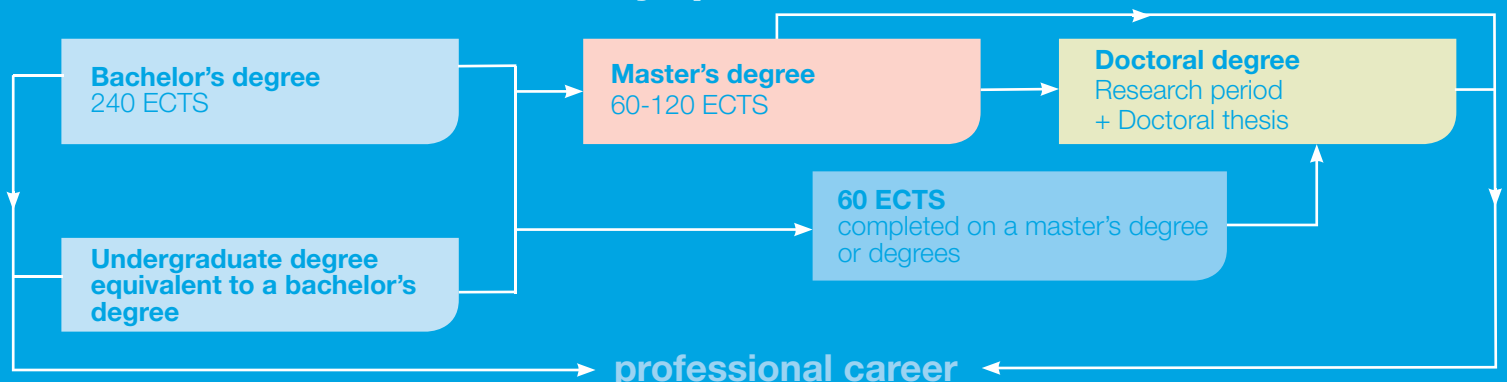 Bachelor's degree
240 ECTS
Master's degree
60-120 ECTS
Doctoral degree
Research period
+ Doctoral thesis
60 ECTS
completed on a master's degree
or degrees
Undergraduate degree
equivalent to a bachelor's
degree
professional career